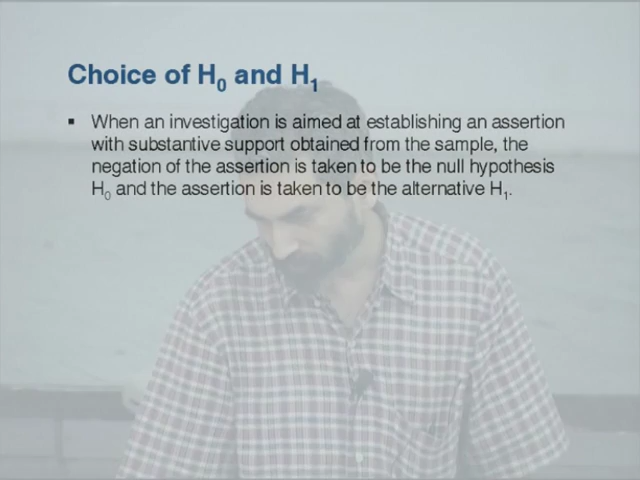 Choice of H0 and H1
▪ When an investigation is aimed at establishing an assertion
with substantive support obtained from the sample, the
negation of the assertion is taken to be the null hypothesis
H0 and the assertion is taken to be the alternative H1.